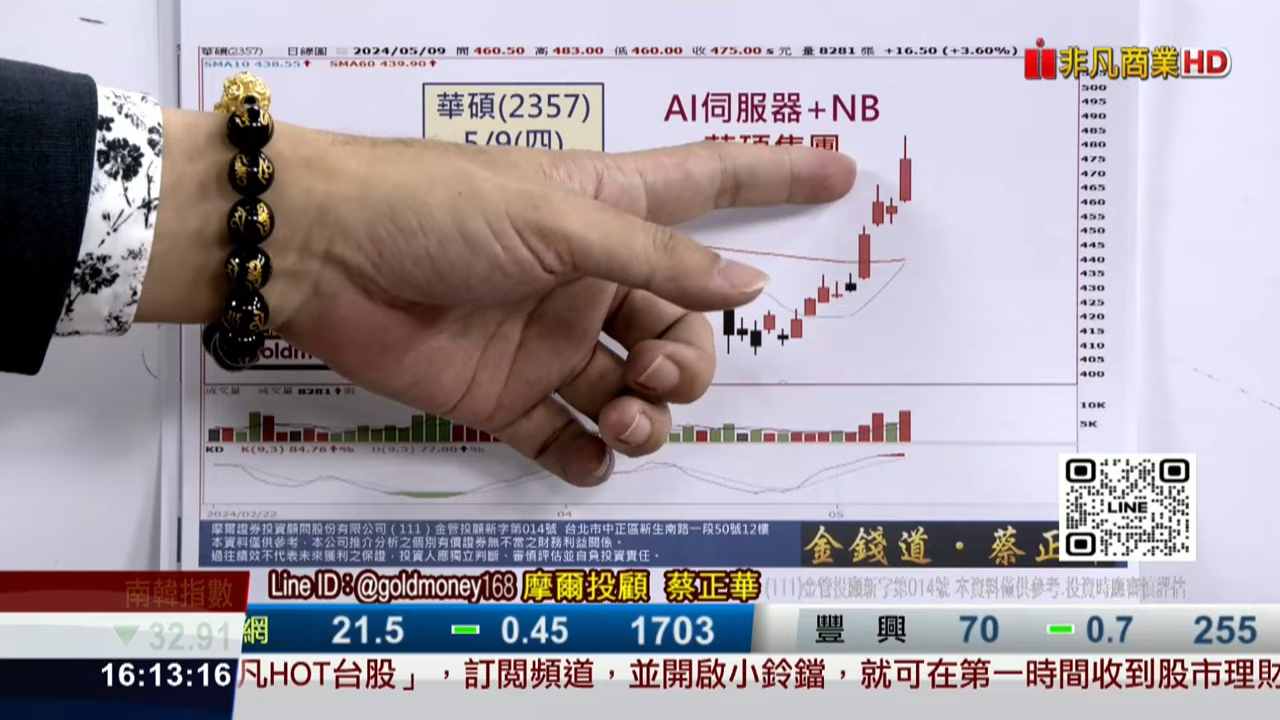 華碩(2357) 日線圖 2024/05/09 開 460.50 高 483.00 低 460.00 收 475.00 s 元 量 8281 張 +16.50 (+3.60%)
SMA10 438.55↑ SMA60 439.90↑
非凡商業HD
華碩(2357)
5/9(四)
AI伺服器+NB
華碩集團
500
495
490
485
480
475
470
465
460
455
450
445
440
435
430
425
420
415
410
405
400
成交量 成交量 8281↑張
10K
5K
KD K(9,3) 84.76↑% D(9,3) 77.00↑%
2024/02/22 04 05
LINE
摩爾證券投資顧問股份有限公司(111)金管投顧新字第014號 台北市中正區新生南路一段50號12樓
本資料僅供參考,本公司推介分析之個別有價證券無不當之財務利益關係。
過往績效不代表未來獲利之保證,投資人應獨立判斷、審慎評估並自負投資責任。
金錢道·蔡正
南韓指數 Line ID:@goldmoney168 摩爾投顧 蔡正華 (111)金管投顧新字第014號 本資料僅供參考.投資時應審慎評估
▼32.91 網 21.5 0.45 1703 豐興 70 0.7 255
16:13:16 凡HOT台股」,訂閱頻道,並開啟小鈴鐺,就可在第一時間收到股市理財